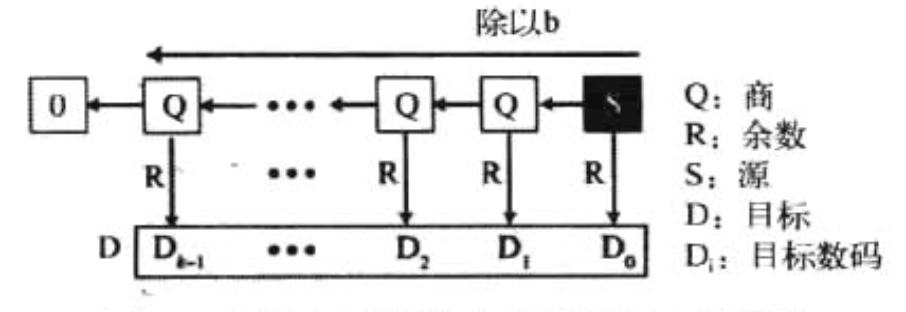 除以b
0 Q ••• Q Q S
R ••• R R R
D D_{k-1} ••• D_2 D_1 D_0
Q：商
R：余数
S：源
D：目标
D_i：目标数码